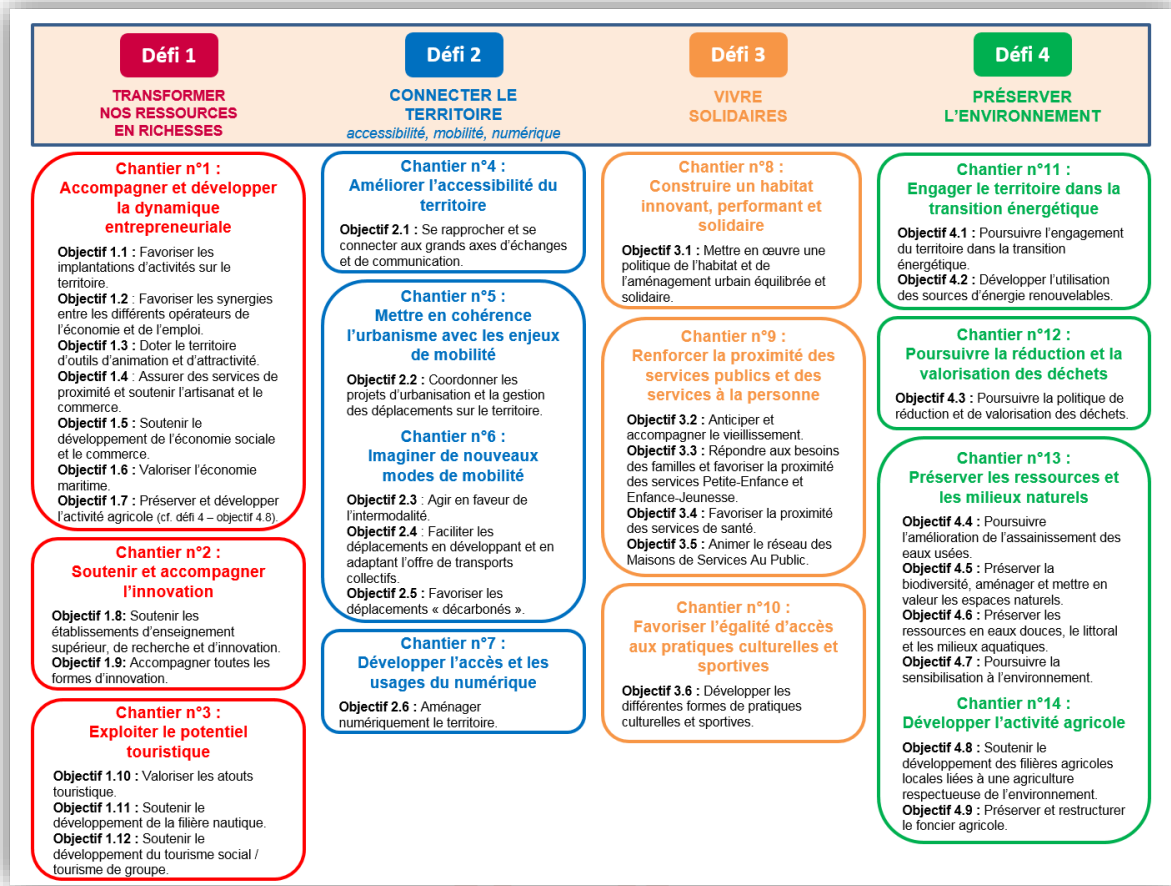 Défi 1
TRANSFORMER
NOS RESSOURCES
EN RICHESSES
Défi 2
CONNECTER LE
TERRITOIRE
accessibilité, mobilité, numérique
Défi 3
VIVRE
SOLIDAIRES
Défi 4
PRÉSERVER
L'ENVIRONNEMENT
Chantier n°1 :
Accompagner et développer
la dynamique
entrepreneuriale
Objectif 1.1 : Favoriser les
implantations d'activités sur le
territoire.
Objectif 1.2 : Favoriser les synergies
entre les différents opérateurs de
l'économie et de l'emploi.
Objectif 1.3 : Doter le territoire
d'outils d'animation et d'attractivité.
Objectif 1.4 : Assurer des services de
proximité et soutenir l'artisanat et le
commerce.
Objectif 1.5 : Soutenir le
développement de l'économie sociale
et le commerce.
Objectif 1.6 : Valoriser l'économie
maritime.
Objectif 1.7 : Préserver et développer
l'activité agricole (cf. défi 4 – objectif 4.8).
Chantier n°2 :
Soutenir et accompagner
l'innovation
Objectif 1.8: Soutenir les
établissements d'enseignement
supérieur, de recherche et d'innovation.
Objectif 1.9: Accompagner toutes les
formes d'innovation.
Chantier n°3 :
Exploiter le potentiel
touristique
Objectif 1.10 : Valoriser les atouts
touristique.
Objectif 1.11 : Soutenir le
développement de la filière nautique.
Objectif 1.12 : Soutenir le
développement du tourisme social /
tourisme de groupe.
Chantier n°4 :
Améliorer l'accessibilité du
territoire
Objectif 2.1 : Se rapprocher et se
connecter aux grands axes d'échanges
et de communication.
Chantier n°5 :
Mettre en cohérence
l'urbanisme avec les enjeux
de mobilité
Objectif 2.2 : Coordonner les
projets d'urbanisation et la gestion
des déplacements sur le territoire.
Chantier n°6 :
Imaginer de nouveaux
modes de mobilité
Objectif 2.3 : Agir en faveur de
l'intermodalité.
Objectif 2.4 : Faciliter les
déplacements en développant et en
adaptant l'offre de transports
collectifs.
Objectif 2.5 : Favoriser les
déplacements « décarbonés ».
Chantier n°7 :
Développer l'accès et les
usages du numérique
Objectif 2.6 : Aménager
numériquement le territoire.
Chantier n°8 :
Construire un habitat
innovant, performant et
solidaire
Objectif 3.1 : Mettre en œuvre une
politique de l'habitat et de
l'aménagement urbain équilibrée et
solidaire.
Chantier n°9 :
Renforcer la proximité des
services publics et des
services à la personne
Objectif 3.2 : Anticiper et
accompagner le vieillissement.
Objectif 3.3 : Répondre aux besoins
des familles et favoriser la proximité
des services Petite-Enfance et
Enfance-Jeunesse.
Objectif 3.4 : Favoriser la proximité
des services de santé.
Objectif 3.5 : Animer le réseau des
Maisons de Services Au Public.
Chantier n°10 :
Favoriser l'égalité d'accès
aux pratiques culturelles et
sportives
Objectif 3.6 : Développer les
différentes formes de pratiques
culturelles et sportives.
Chantier n°11 :
Engager le territoire dans la
transition énergétique
Objectif 4.1 : Poursuivre l'engagement
du territoire dans la transition
énergétique.
Objectif 4.2 : Développer l'utilisation
des sources d'énergie renouvelables.
Chantier n°12 :
Poursuivre la réduction et la
valorisation des déchets
Objectif 4.3 : Poursuivre la politique de
réduction et de valorisation des déchets.
Chantier n°13 :
Préserver les ressources et
les milieux naturels
Objectif 4.4 : Poursuivre
l'amélioration de l'assainissement des
eaux usées.
Objectif 4.5 : Préserver la
biodiversité, aménager et mettre en
valeur les espaces naturels.
Objectif 4.6 : Préserver les
ressources en eaux douces, le littoral
et les milieux aquatiques.
Objectif 4.7 : Poursuivre la
sensibilisation à l'environnement.
Chantier n°14 :
Développer l'activité agricole
Objectif 4.8 : Soutenir le
développement des filières agricoles
locales liées à une agriculture
respectueuse de l'environnement.
Objectif 4.9 : Préserver et restructurer
le foncier agricole.